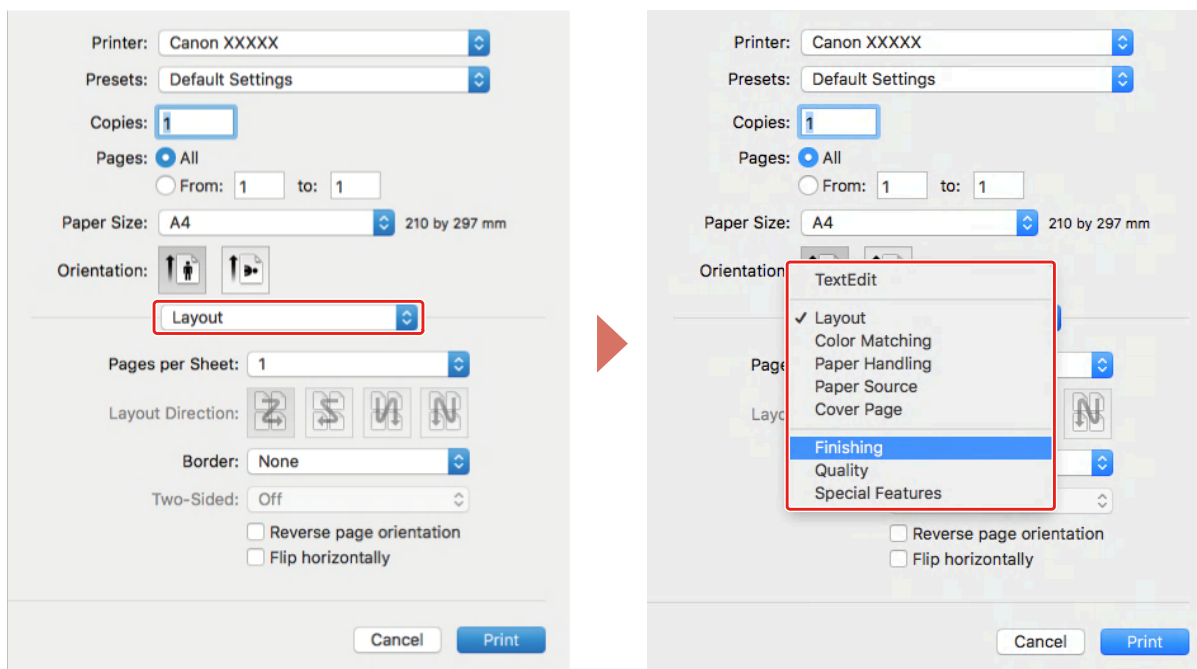 Printer: Canon XXXXX
Presets: Default Settings
Copies: 1
Pages: All
From: 1 to: 1
Paper Size: A4 210 by 297 mm
Orientation:
Layout
Pages per Sheet: 1
Layout Direction:
Border: None
Two-Sided: Off
Reverse page orientation
Flip horizontally
Cancel Print
Printer: Canon XXXXX
Presets: Default Settings
Copies: 1
Pages: All
From: 1 to: 1
Paper Size: A4 210 by 297 mm
Orientation
TextEdit
✓ Layout
Color Matching
Paper Handling
Paper Source
Cover Page
Finishing
Quality
Special Features
Page
Layo
Reverse page orientation
Flip horizontally
Cancel Print